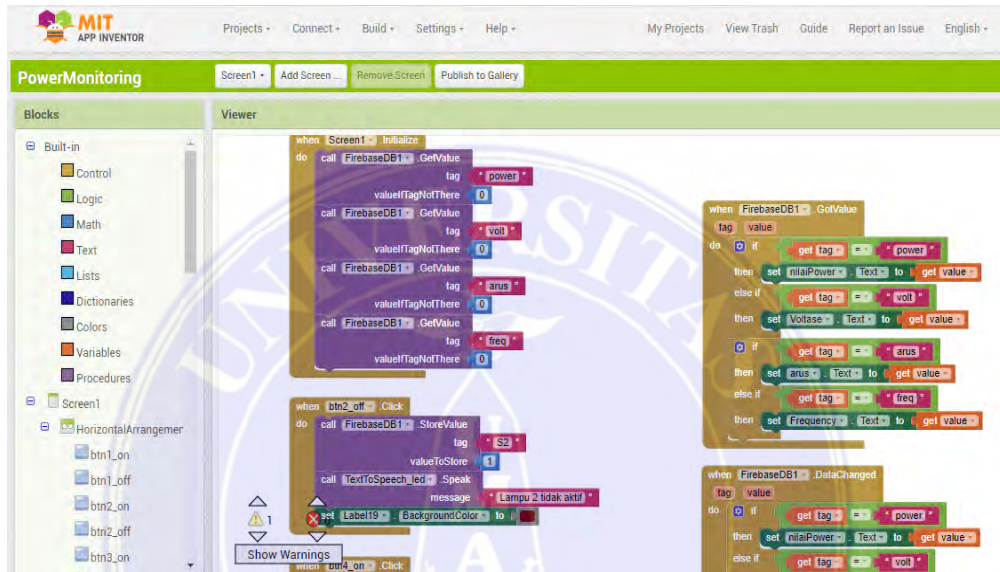 MIT
APP INVENTOR
Projects Connect Build Settings Help My Projects View Trash Guide Report an Issue English
PowerMonitoring Screen1 Add Screen ... Remove Screen Publish to Gallery
Blocks
Built-in
Control
Logic
Math
Text
Lists
Dictionaries
Colors
Variables
Procedures
Screen1
HorizontalArrangemer
btn1_on
btn1_off
btn2_on
btn2_off
btn3_on
Viewer
when Screen1 .Initialize
do call FirebaseDB1 .GetValue
tag " power "
valueIfTagNotThere 0
call FirebaseDB1 .GetValue
tag " volt "
valueIfTagNotThere 0
call FirebaseDB1 .GetValue
tag " arus "
valueIfTagNotThere 0
call FirebaseDB1 .GetValue
tag " freq "
valueIfTagNotThere 0
when btn2_off .Click
do call FirebaseDB1 .StoreValue
tag " S2 "
valueToStore 1
call TextToSpeech_led .Speak
message " Lampu 2 tidak aktif "
set Label19 . BackgroundColor to
1
Show Warnings
when btn4_on .Click
when FirebaseDB1 .GotValue
tag value
do if get tag = " power "
then set nilaiPower . Text to get value
else if get tag = " volt "
then set Voltase . Text to get value
if get tag = " arus "
then set arus . Text to get value
else if get tag = " freq "
then set Frequency . Text to get value
when FirebaseDB1 .DataChanged
tag value
do if get tag = " power "
then set nilaiPower . Text to get value
else if get tag = " volt "
UNIVERSITAS